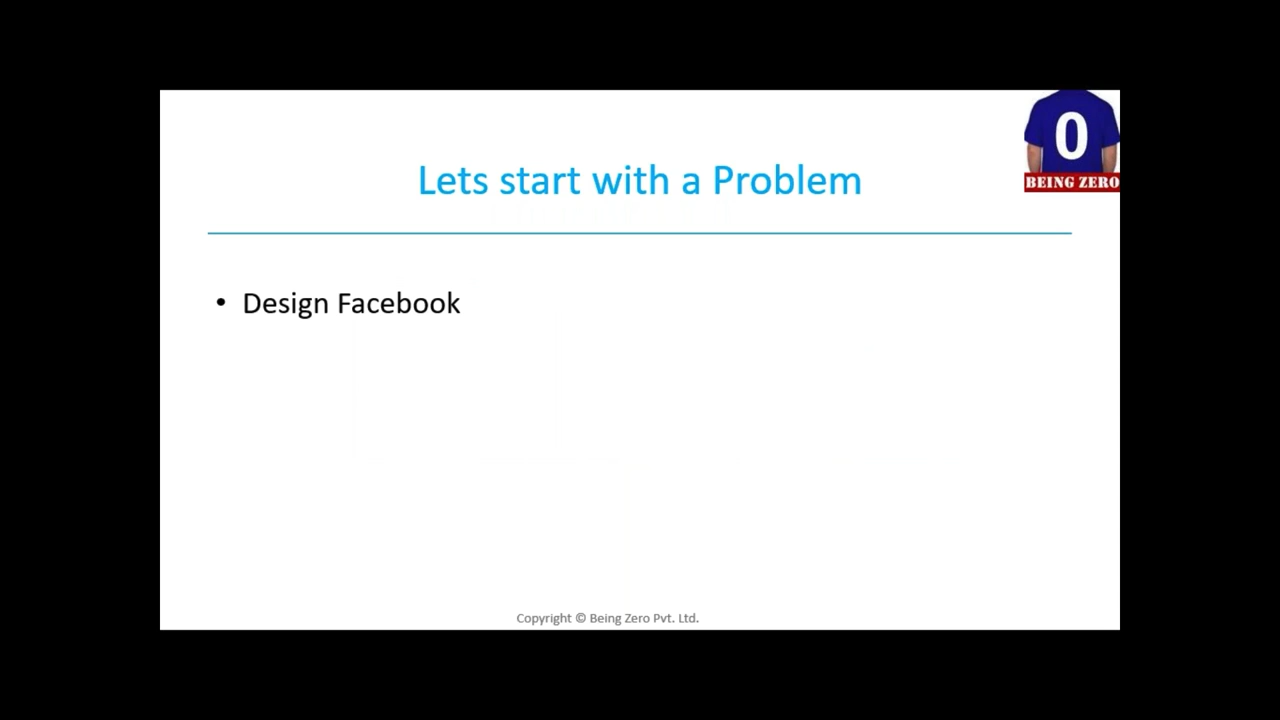 0
BEING ZERO
Lets start with a Problem
• Design Facebook
Copyright © Being Zero Pvt. Ltd.